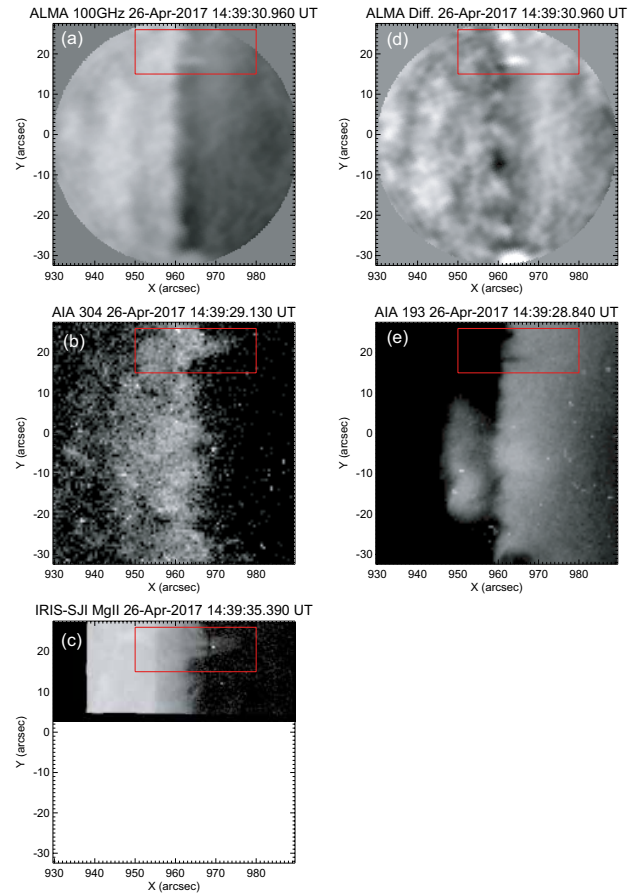 ALMA 100GHz 26-Apr-2017 14:39:30.960 UT
(a)
Y (arcsec)
20
10
0
-10
-20
-30
930 940 950 960 970 980
X (arcsec)
ALMA Diff. 26-Apr-2017 14:39:30.960 UT
(d)
Y (arcsec)
20
10
0
-10
-20
-30
930 940 950 960 970 980
X (arcsec)
AIA 304 26-Apr-2017 14:39:29.130 UT
(b)
Y (arcsec)
20
10
0
-10
-20
-30
930 940 950 960 970 980
X (arcsec)
AIA 193 26-Apr-2017 14:39:28.840 UT
(e)
Y (arcsec)
20
10
0
-10
-20
-30
930 940 950 960 970 980
X (arcsec)
IRIS-SJI MgII 26-Apr-2017 14:39:35.390 UT
(c)
Y (arcsec)
20
10
0
-10
-20
-30
930 940 950 960 970 980
X (arcsec)